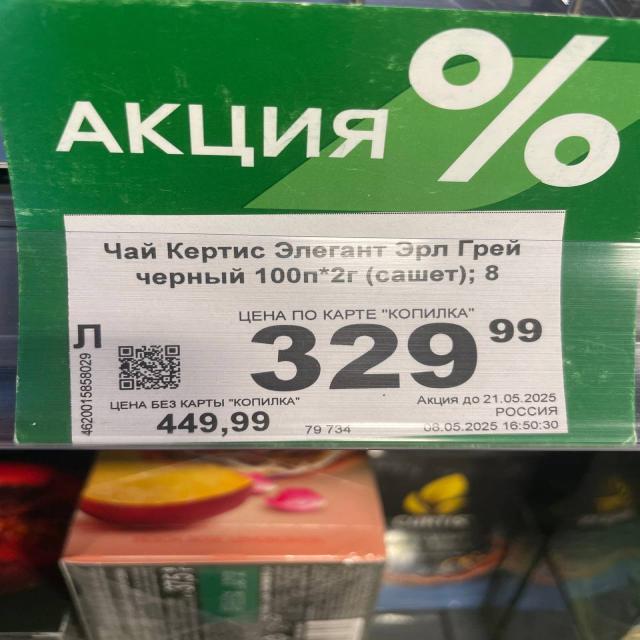 АКЦИЯ %
Чай Кертис Элегант Эрл Грей
черный 100п*2г (сашет); 8
ЦЕНА ПО КАРТЕ "КОПИЛКА"
Л
329 99
4620015858029
ЦЕНА БЕЗ КАРТЫ "КОПИЛКА"
449,99
79 734
Акция до 21.05.2025
РОССИЯ
08.05.2025 16:50:30